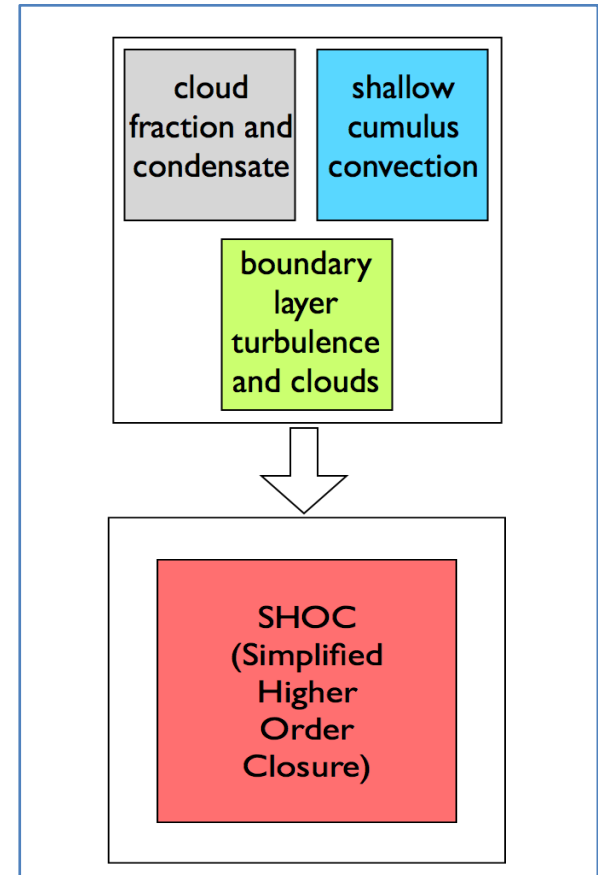 cloud
fraction and
condensate
shallow
cumulus
convection
boundary
layer
turbulence
and clouds
SHOC
(Simplified
Higher
Order
Closure)